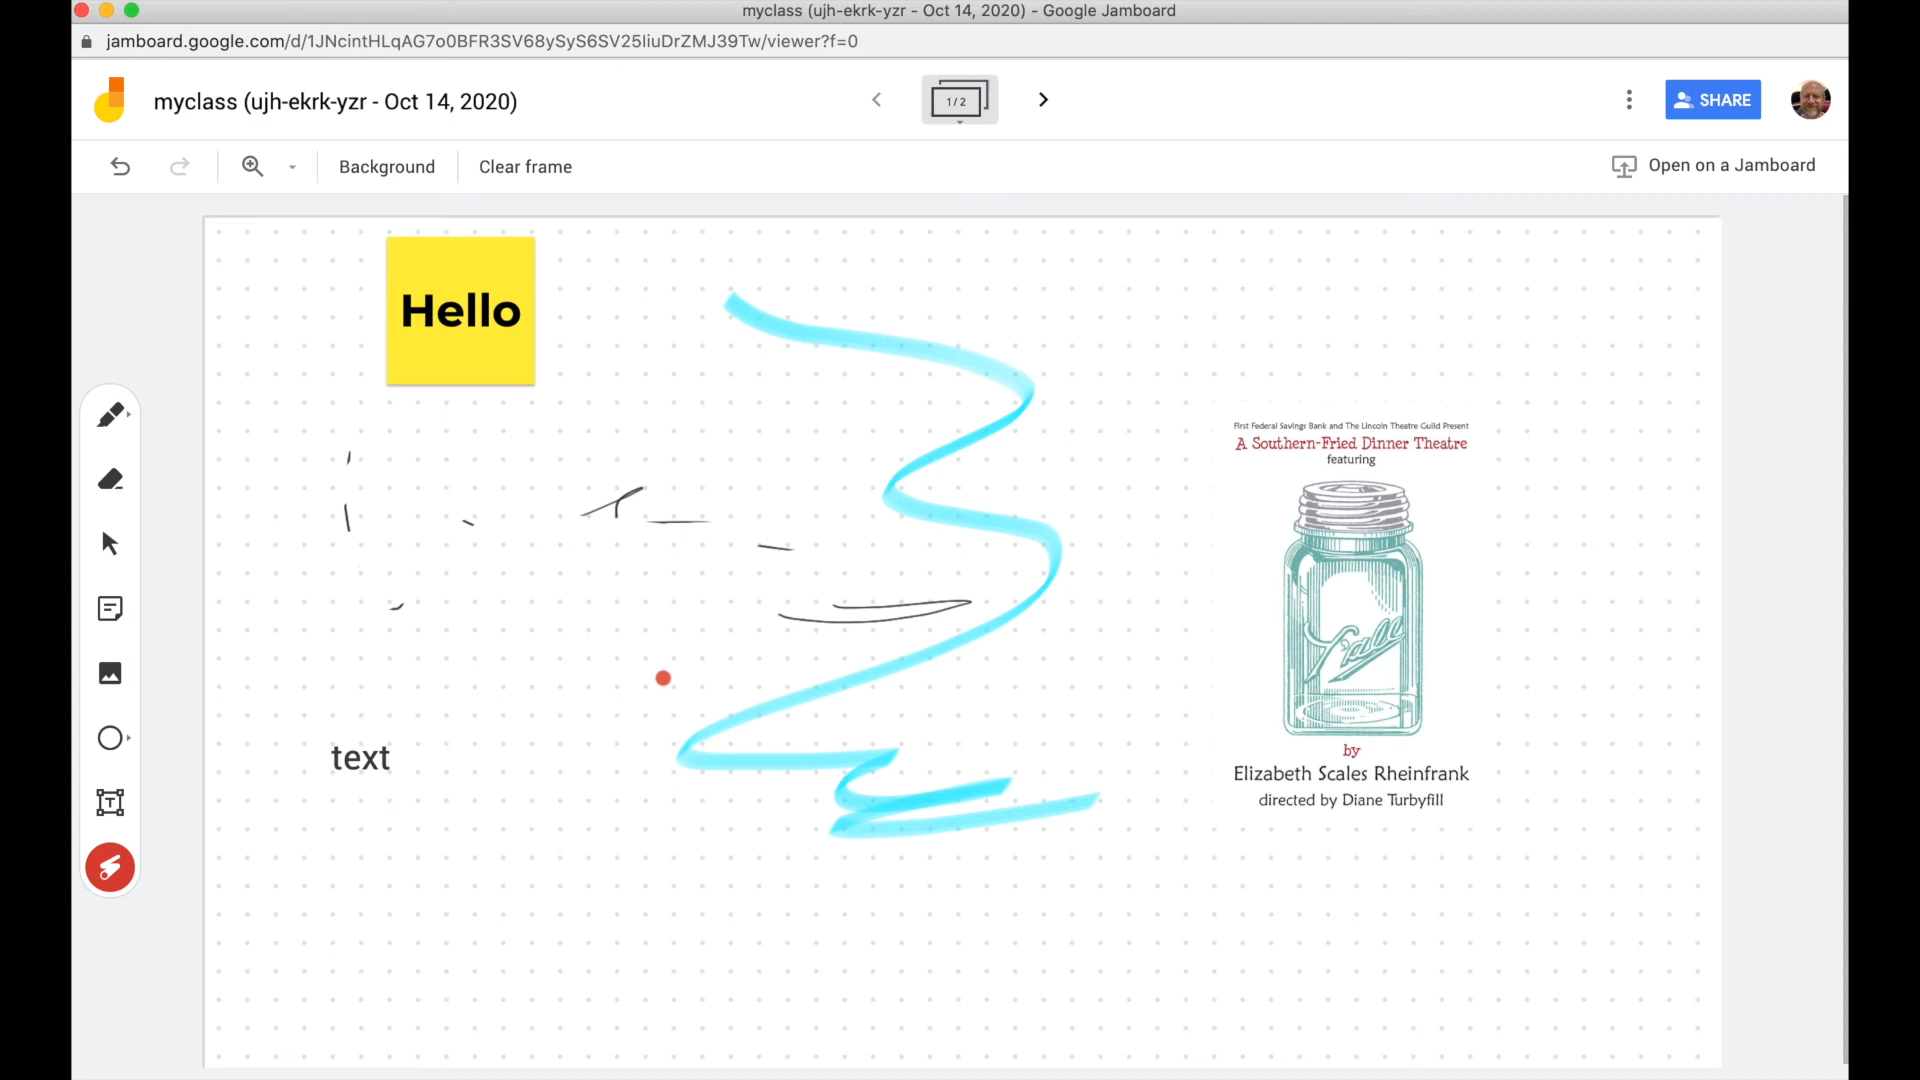 myclass (ujh-ekrk-yzr - Oct 14, 2020) - Google Jamboard
jamboard.google.com/d/1JNcintHLqAG7o0BFR3SV68ySyS6SV25IiuDrZMJ39Tw/viewer?f=0
myclass (ujh-ekrk-yzr - Oct 14, 2020)
1/2
SHARE
Background
Clear frame
Open on a Jamboard
Hello
First Federal Savings Bank and The Lincoln Theatre Guild Present
A Southern-Fried Dinner Theatre
featuring
by
Elizabeth Scales Rheinfrank
directed by Diane Turbyfill
text